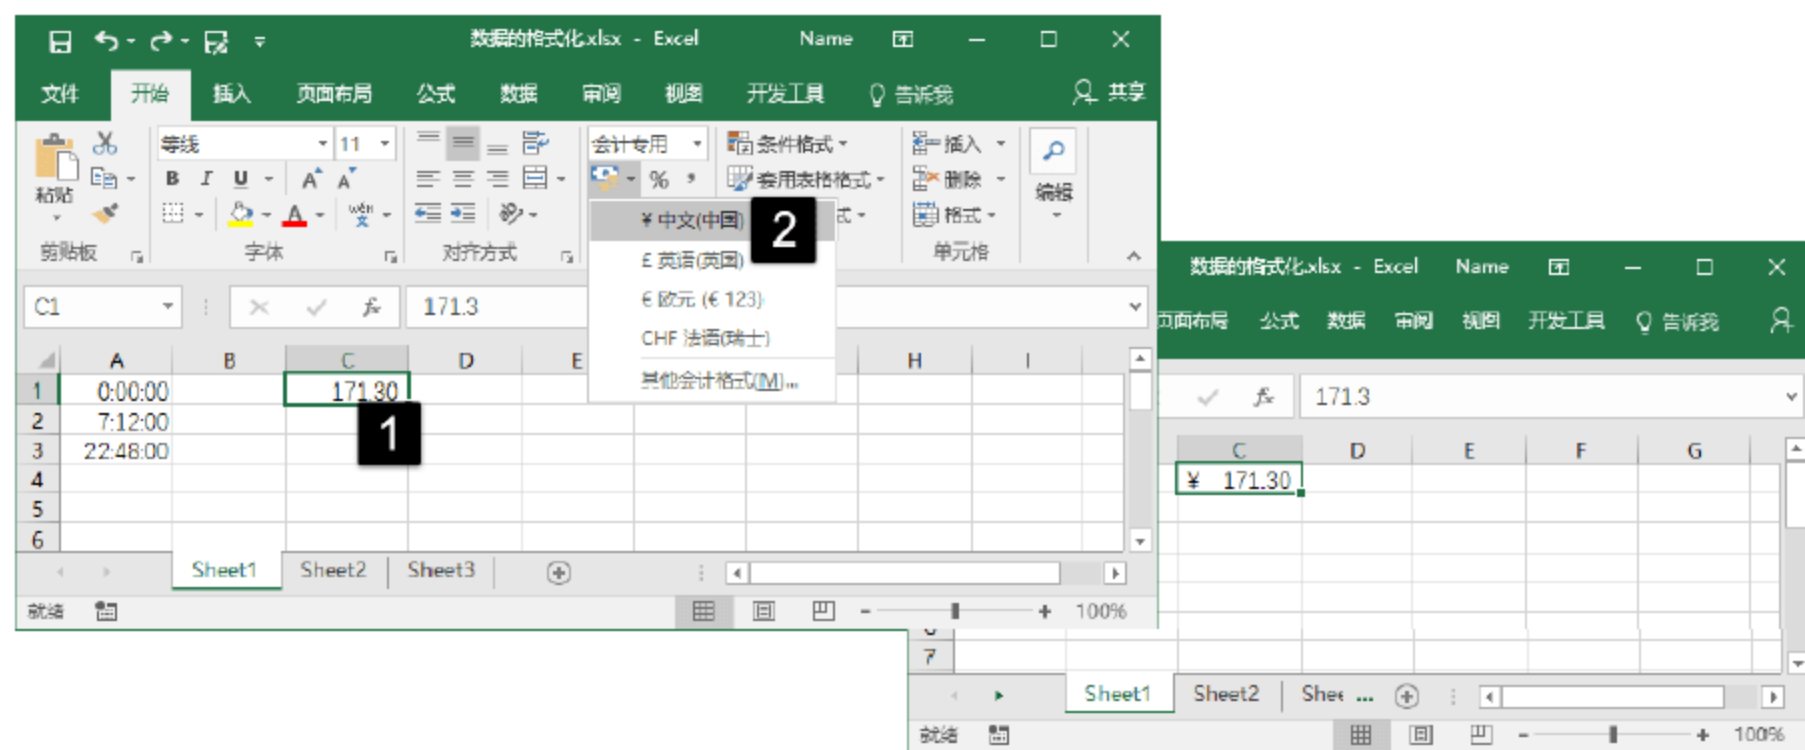 数据的格式化.xlsx - Excel Name
文件 开始 插入 页面布局 公式 数据 审阅 视图 开发工具 告诉我 共享
等线 11 会计专用 条件格式 插入
粘贴 B I U A A % , 套用表格格式 删除 编辑
A wén 文 式 格式
剪贴板 字体 对齐方式 单元格
¥ 中文(中国) 2
£ 英语(英国)
€ 欧元 (€ 123)
CHF 法语(瑞士)
其他会计格式(M)...
C1 fx 171.3
A B C D E H I
1 0:00:00 171.30
2 7:12:00 1
3 22:48:00
4
5
6
Sheet1 Sheet2 Sheet3
就绪 100%
数据的格式化.xlsx - Excel Name
页面布局 公式 数据 审阅 视图 开发工具 告诉我
fx 171.3
C D E F G
¥ 171.30
7
Sheet1 Sheet2 Shee ...
就绪 100%